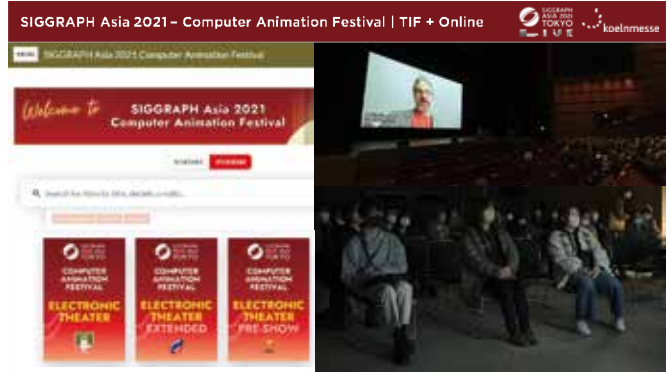 SIGGRAPH Asia 2021 – Computer Animation Festival | TIF + Online
SIGGRAPH
ASIA 2021
TOKYO
LIVE
koelnmesse
SIGGRAPH Asia 2021 Computer Animation Festival
Welcome to
SIGGRAPH Asia 2021
Computer Animation Festival
COMPUTER
ANIMATION
FESTIVAL
ELECTRONIC
THEATER
COMPUTER
ANIMATION
FESTIVAL
ELECTRONIC
THEATER
EXTENDED
COMPUTER
ANIMATION
FESTIVAL
ELECTRONIC
THEATER
PRE-SHOW